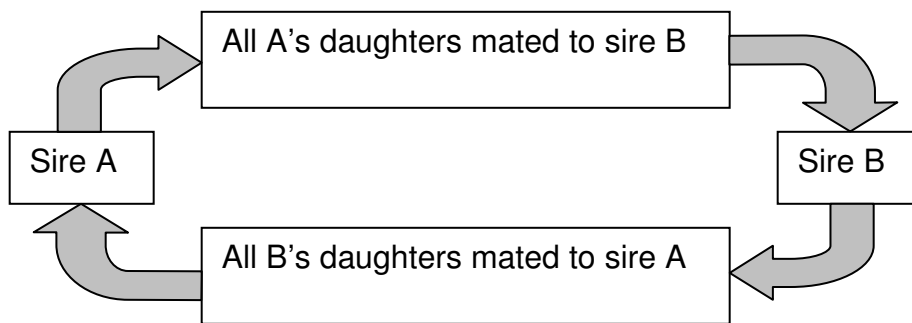 All A’s daughters mated to sire B
Sire A
Sire B
All B’s daughters mated to sire A